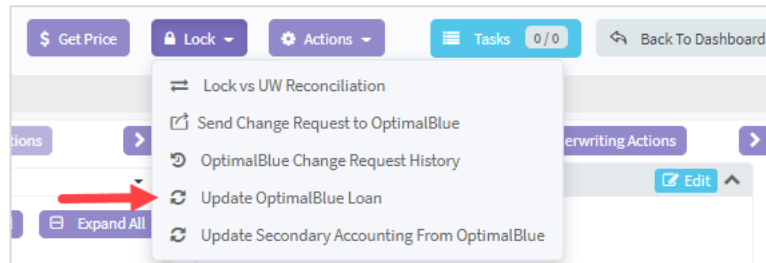 $ Get Price
Lock
Actions
Tasks 0/0
Back To Dashboard
Lock vs UW Reconciliation
Send Change Request to OptimalBlue
OptimalBlue Change Request History
Update OptimalBlue Loan
Update Secondary Accounting From OptimalBlue
tions
erwriting Actions
Edit
Expand All